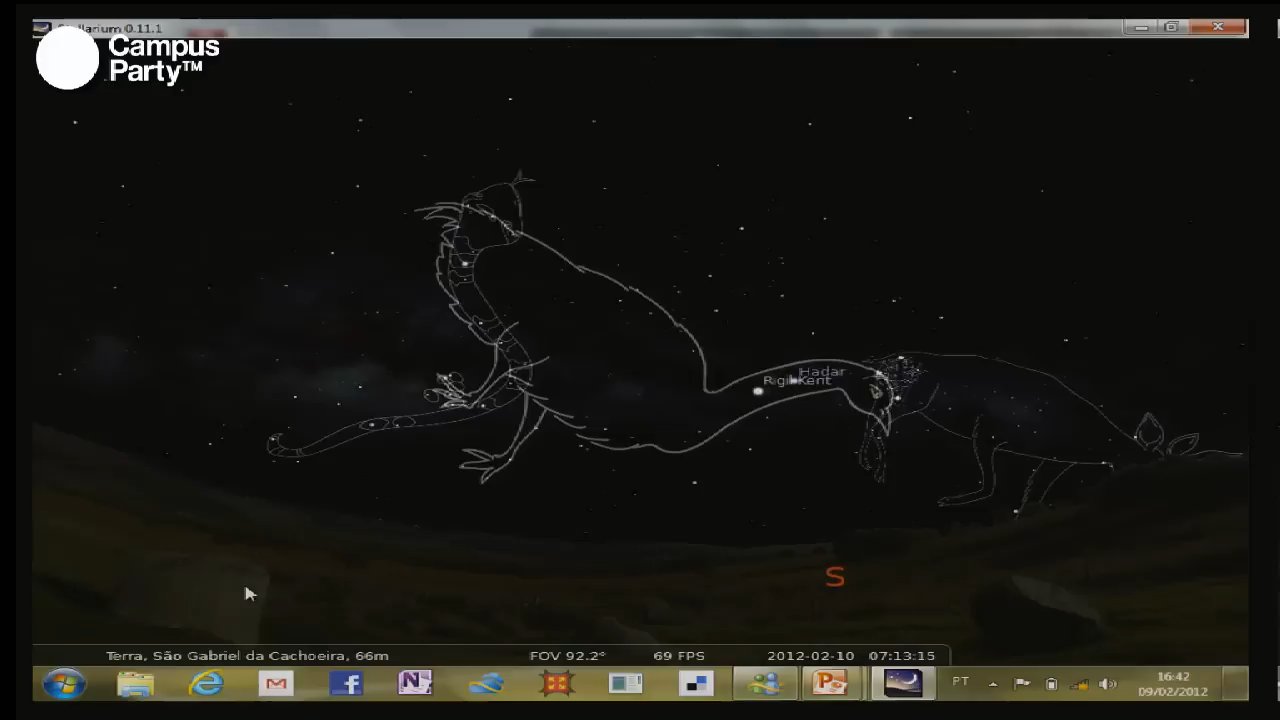 Stellarium 0.11.1
Campus
Party™
Hadar
Rigil Kent
S
Terra, São Gabriel da Cachoeira, 66m
FOV 92.2°
69 FPS
2012-02-10 07:13:15
PT
16:42
09/02/2012